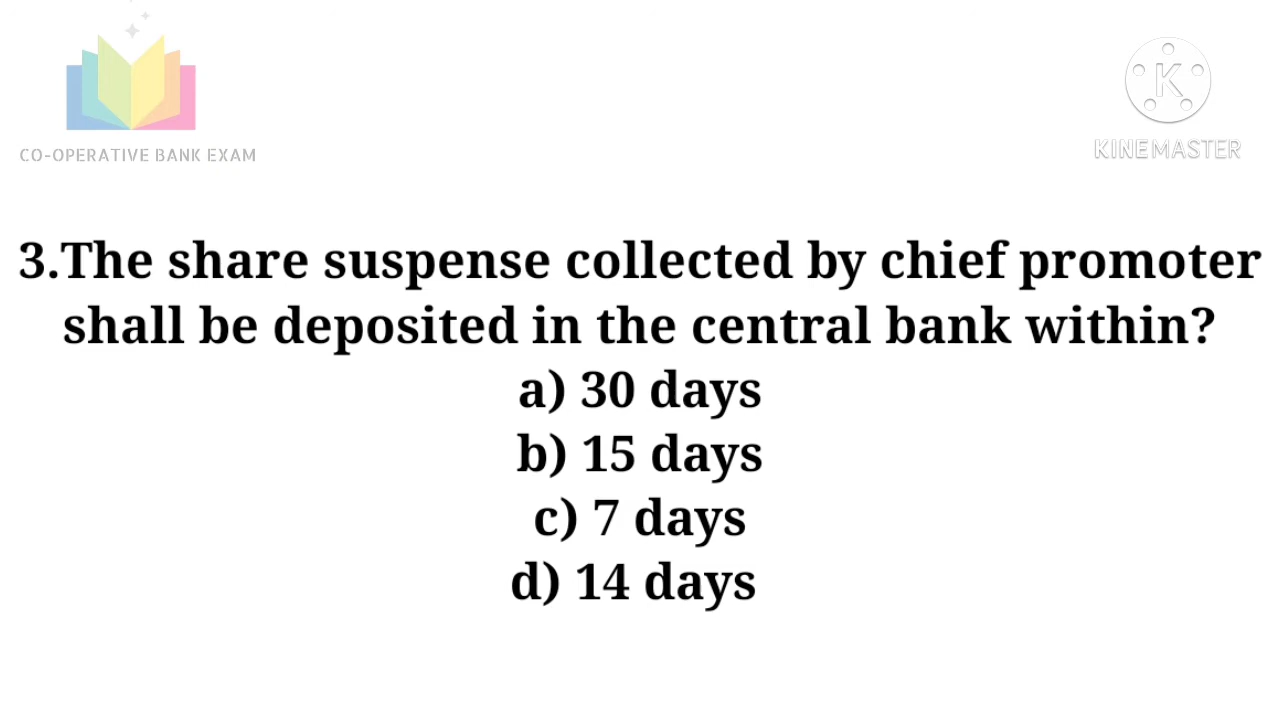 CO-OPERATIVE BANK EXAM
K
KINEMASTER
3.The share suspense collected by chief promoter
shall be deposited in the central bank within?
a) 30 days
b) 15 days
c) 7 days
d) 14 days